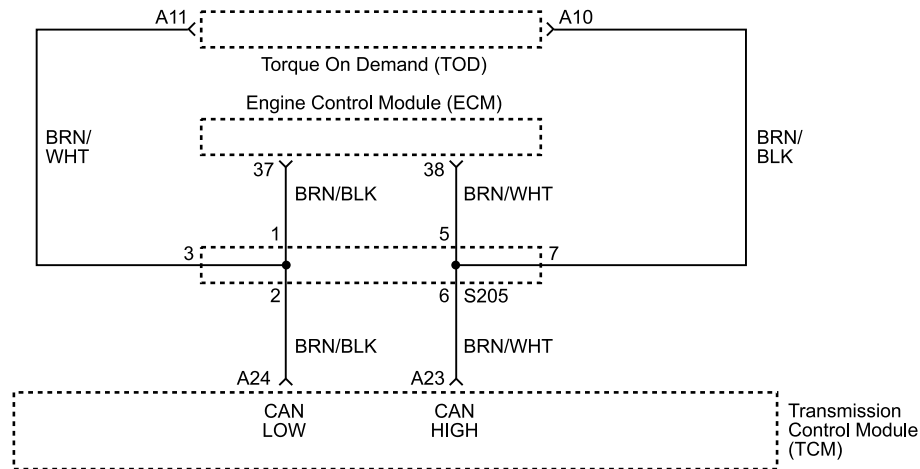 A11
A10
Torque On Demand (TOD)
Engine Control Module (ECM)
BRN/
WHT
BRN/
BLK
37
38
BRN/BLK
BRN/WHT
1
5
3
7
2
6
S205
BRN/BLK
BRN/WHT
A24
A23
CAN
LOW
CAN
HIGH
Transmission
Control Module
(TCM)